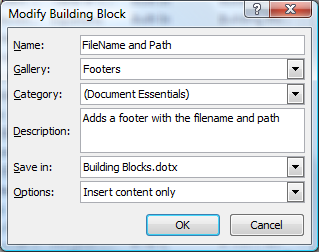 Modify Building Block
Name: FileName and Path
Gallery: Footers
Category: (Document Essentials)
Description: Adds a footer with the filename and path
Save in: Building Blocks.dotx
Options: Insert content only
OK Cancel